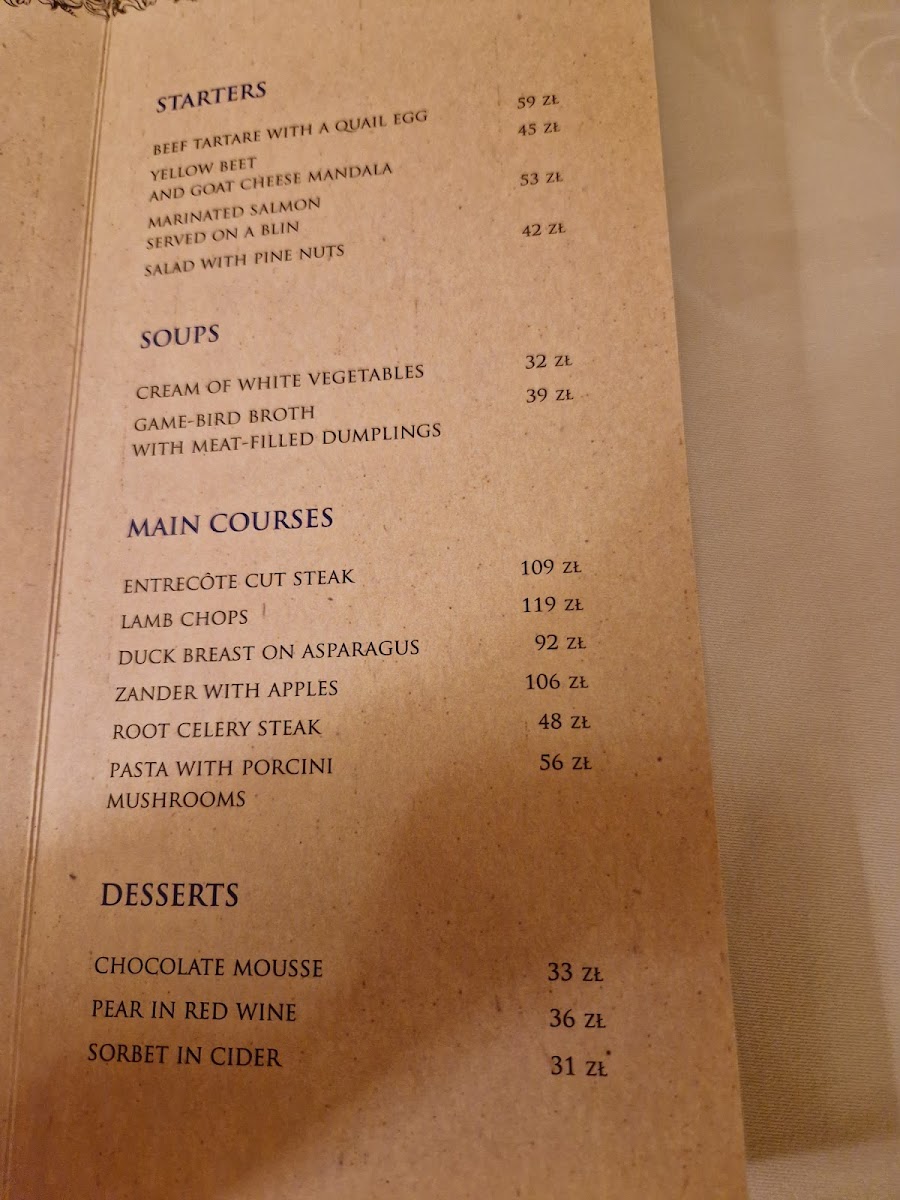 STARTERS
BEEF TARTARE WITH A QUAIL EGG 59 ZŁ
YELLOW BEET 45 ZŁ
AND GOAT CHEESE MANDALA
MARINATED SALMON 53 ZŁ
SERVED ON A BLIN
SALAD WITH PINE NUTS 42 ZŁ
SOUPS
CREAM OF WHITE VEGETABLES 32 ZŁ
GAME-BIRD BROTH 39 ZŁ
WITH MEAT-FILLED DUMPLINGS
MAIN COURSES
ENTRECÔTE CUT STEAK 109 ZŁ
LAMB CHOPS 119 ZŁ
DUCK BREAST ON ASPARAGUS 92 ZŁ
ZANDER WITH APPLES 106 ZŁ
ROOT CELERY STEAK 48 ZŁ
PASTA WITH PORCINI 56 ZŁ
MUSHROOMS
DESSERTS
CHOCOLATE MOUSSE 33 ZŁ
PEAR IN RED WINE 36 ZŁ
SORBET IN CIDER 31 ZŁ